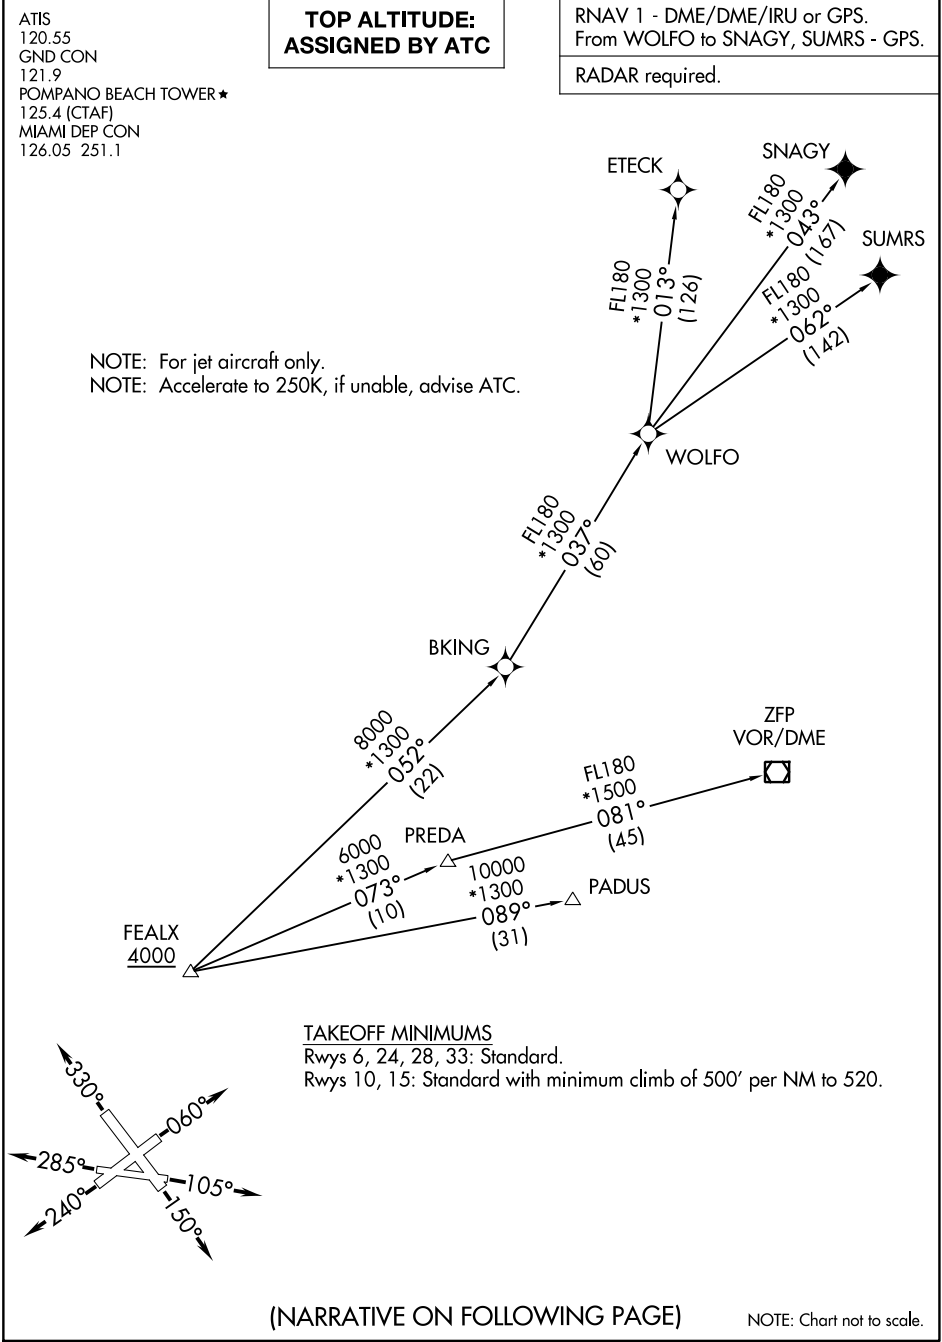 ATIS
120.55
GND CON
121.9
POMPANO BEACH TOWER★
125.4 (CTAF)
MIAMI DEP CON
126.05 251.1
TOP ALTITUDE:
ASSIGNED BY ATC
RNAV 1 - DME/DME/IRU or GPS.
From WOLFO to SNAGY, SUMRS - GPS.
RADAR required.
ETECK
SNAGY
SUMRS
FL180
*1300
013°
(126)
FL180
*1300
043°
(167)
FL180
*1300
062°
(142)
NOTE: For jet aircraft only.
NOTE: Accelerate to 250K, if unable, advise ATC.
WOLFO
FL180
*1300
037°
(60)
BKING
8000
*1300
052°
(22)
ZFP
VOR/DME
FL180
*1500
081°
(45)
PREDA
6000
*1300
073°
(10)
10000
*1300
089°
(31)
PADUS
FEALX
4000
TAKEOFF MINIMUMS
Rwys 6, 24, 28, 33: Standard.
Rwys 10, 15: Standard with minimum climb of 500' per NM to 520.
330°
060°
285°
105°
240°
150°
(NARRATIVE ON FOLLOWING PAGE)
NOTE: Chart not to scale.